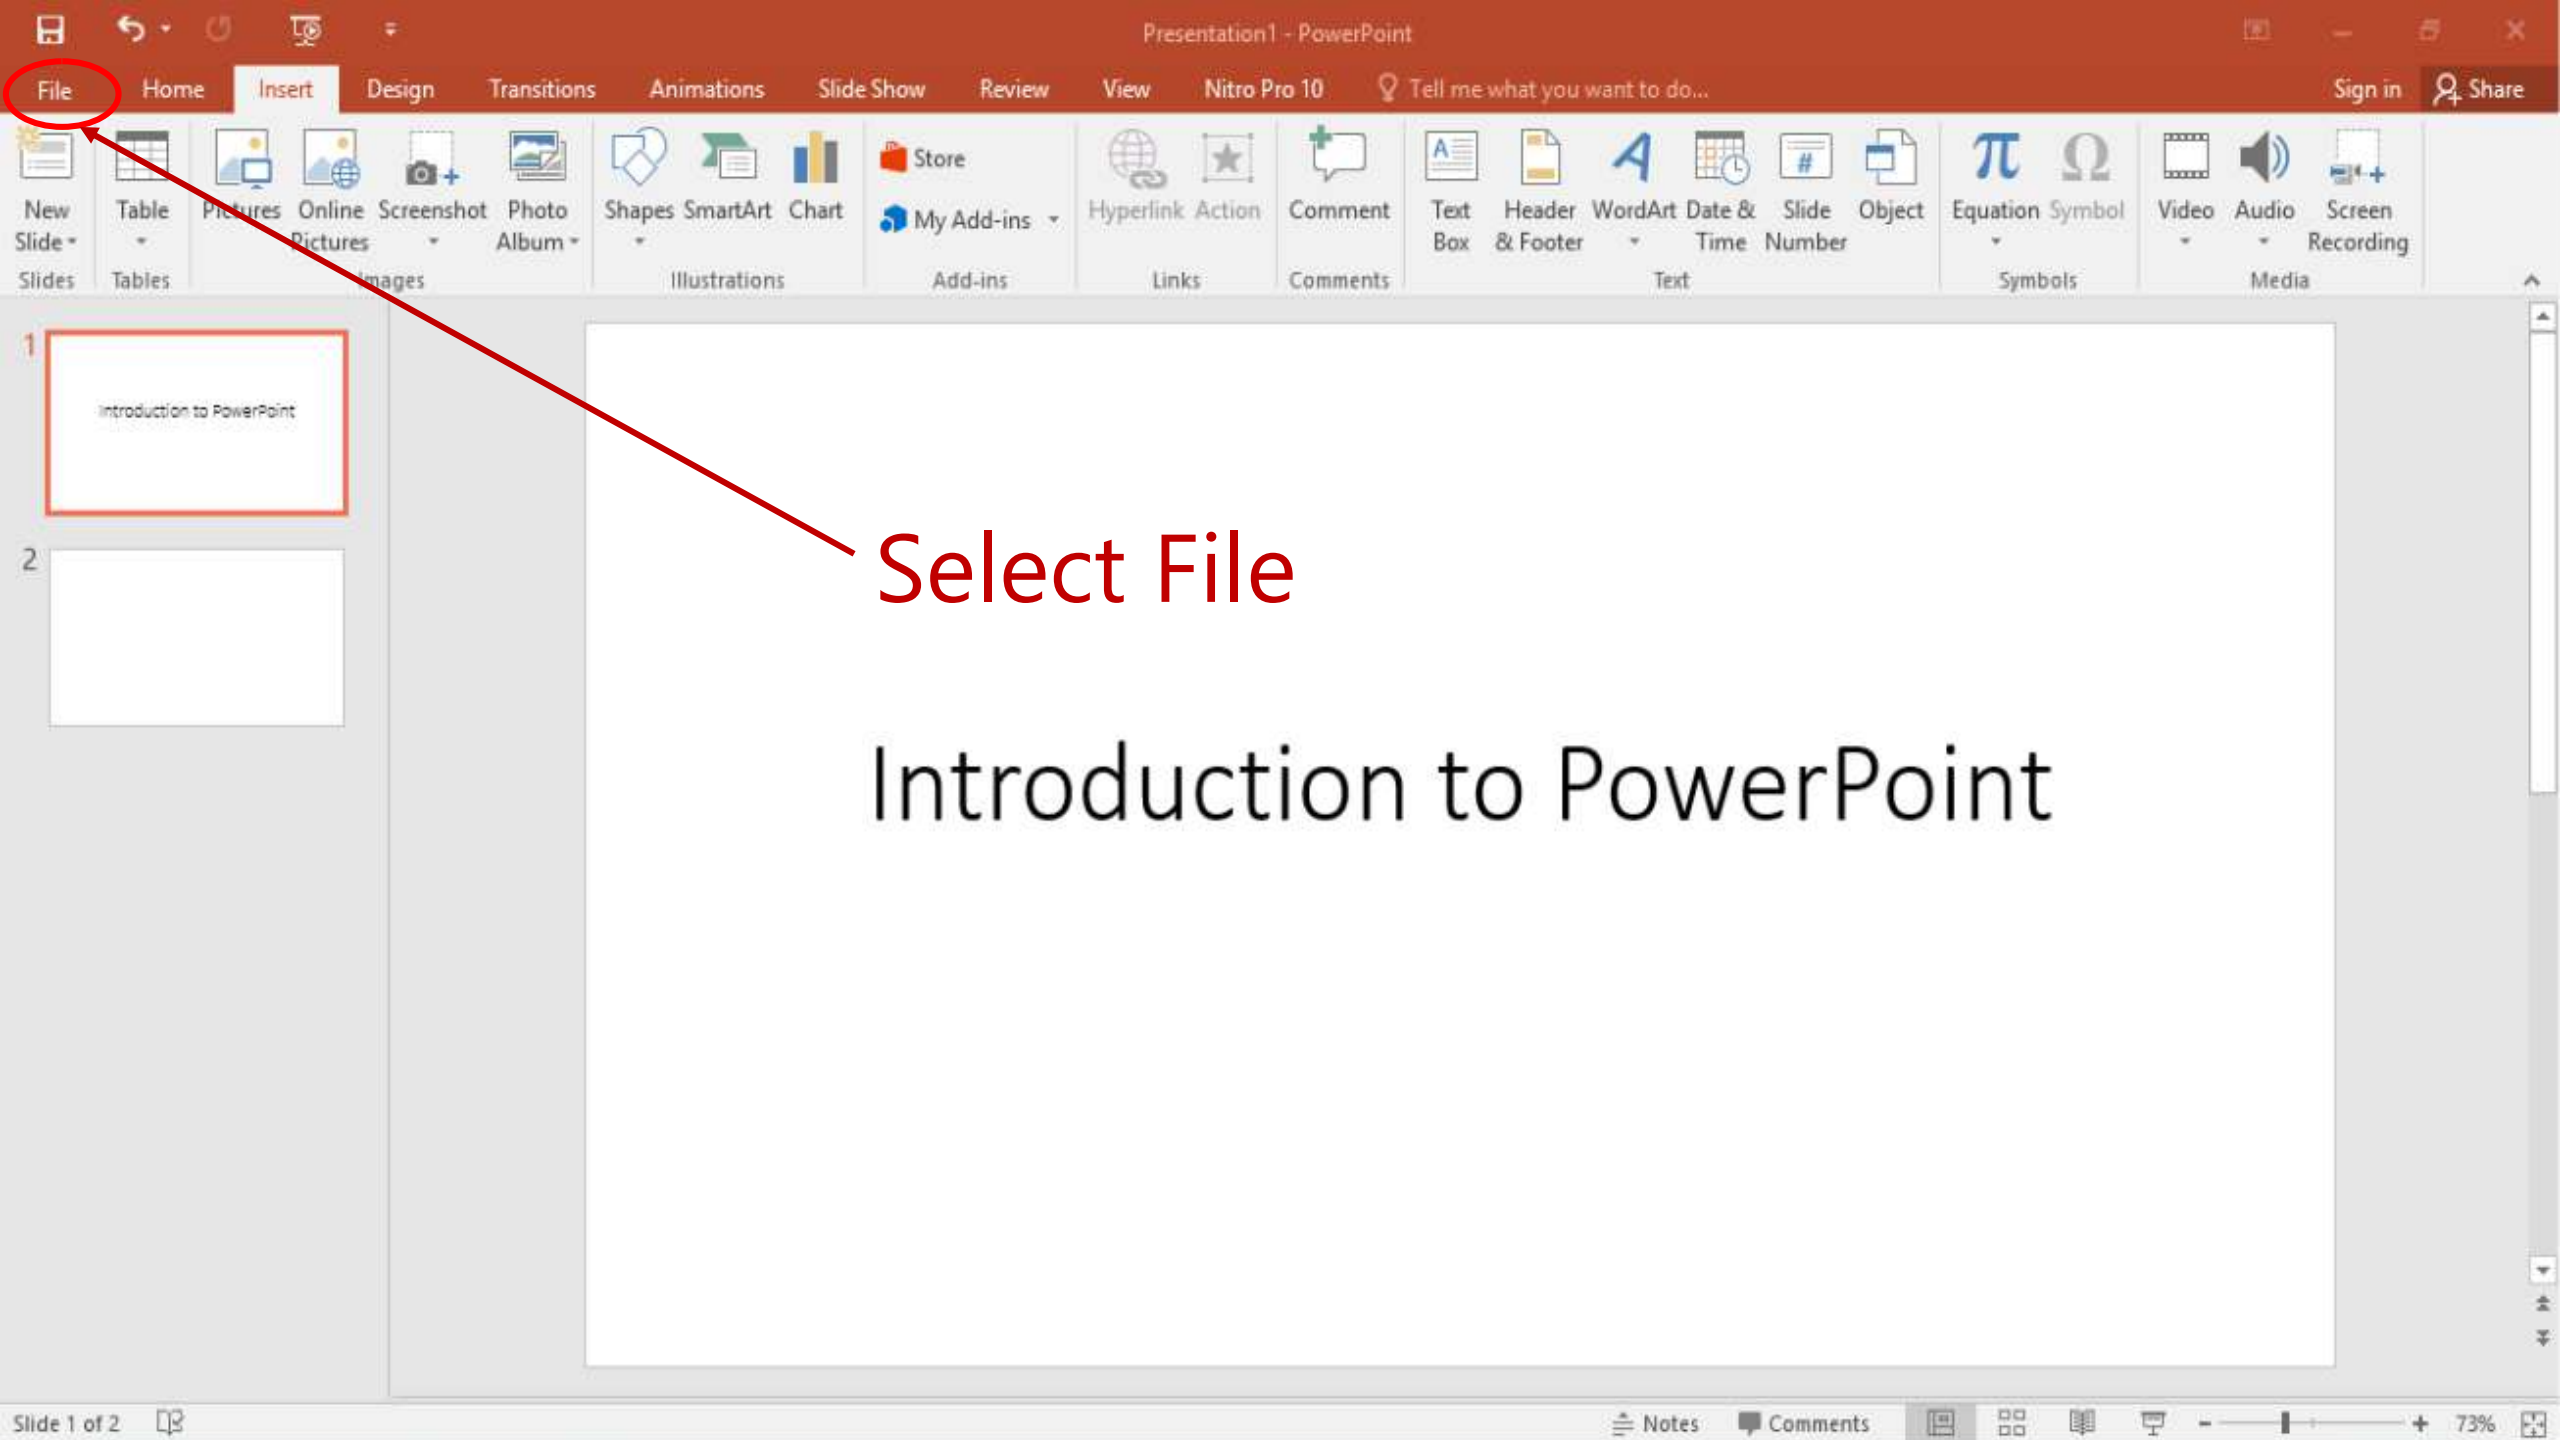 Presentation1 - PowerPoint
File Home Insert Design Transitions Animations Slide Show Review View Nitro Pro 10 Tell me what you want to do... Sign in Share
New Slide
Table
Pictures
Online Pictures
Screenshot
Photo Album
Shapes
SmartArt
Chart
Store
My Add-ins
Hyperlink
Action
Comment
Text Box
Header & Footer
WordArt
Date & Time
Slide Number
Object
Equation
Symbol
Video
Audio
Screen Recording
Slides Tables Images Illustrations Add-ins Links Comments Text Symbols Media
1
Introduction to PowerPoint
2
Select File
Introduction to PowerPoint
Slide 1 of 2 Notes Comments 73%